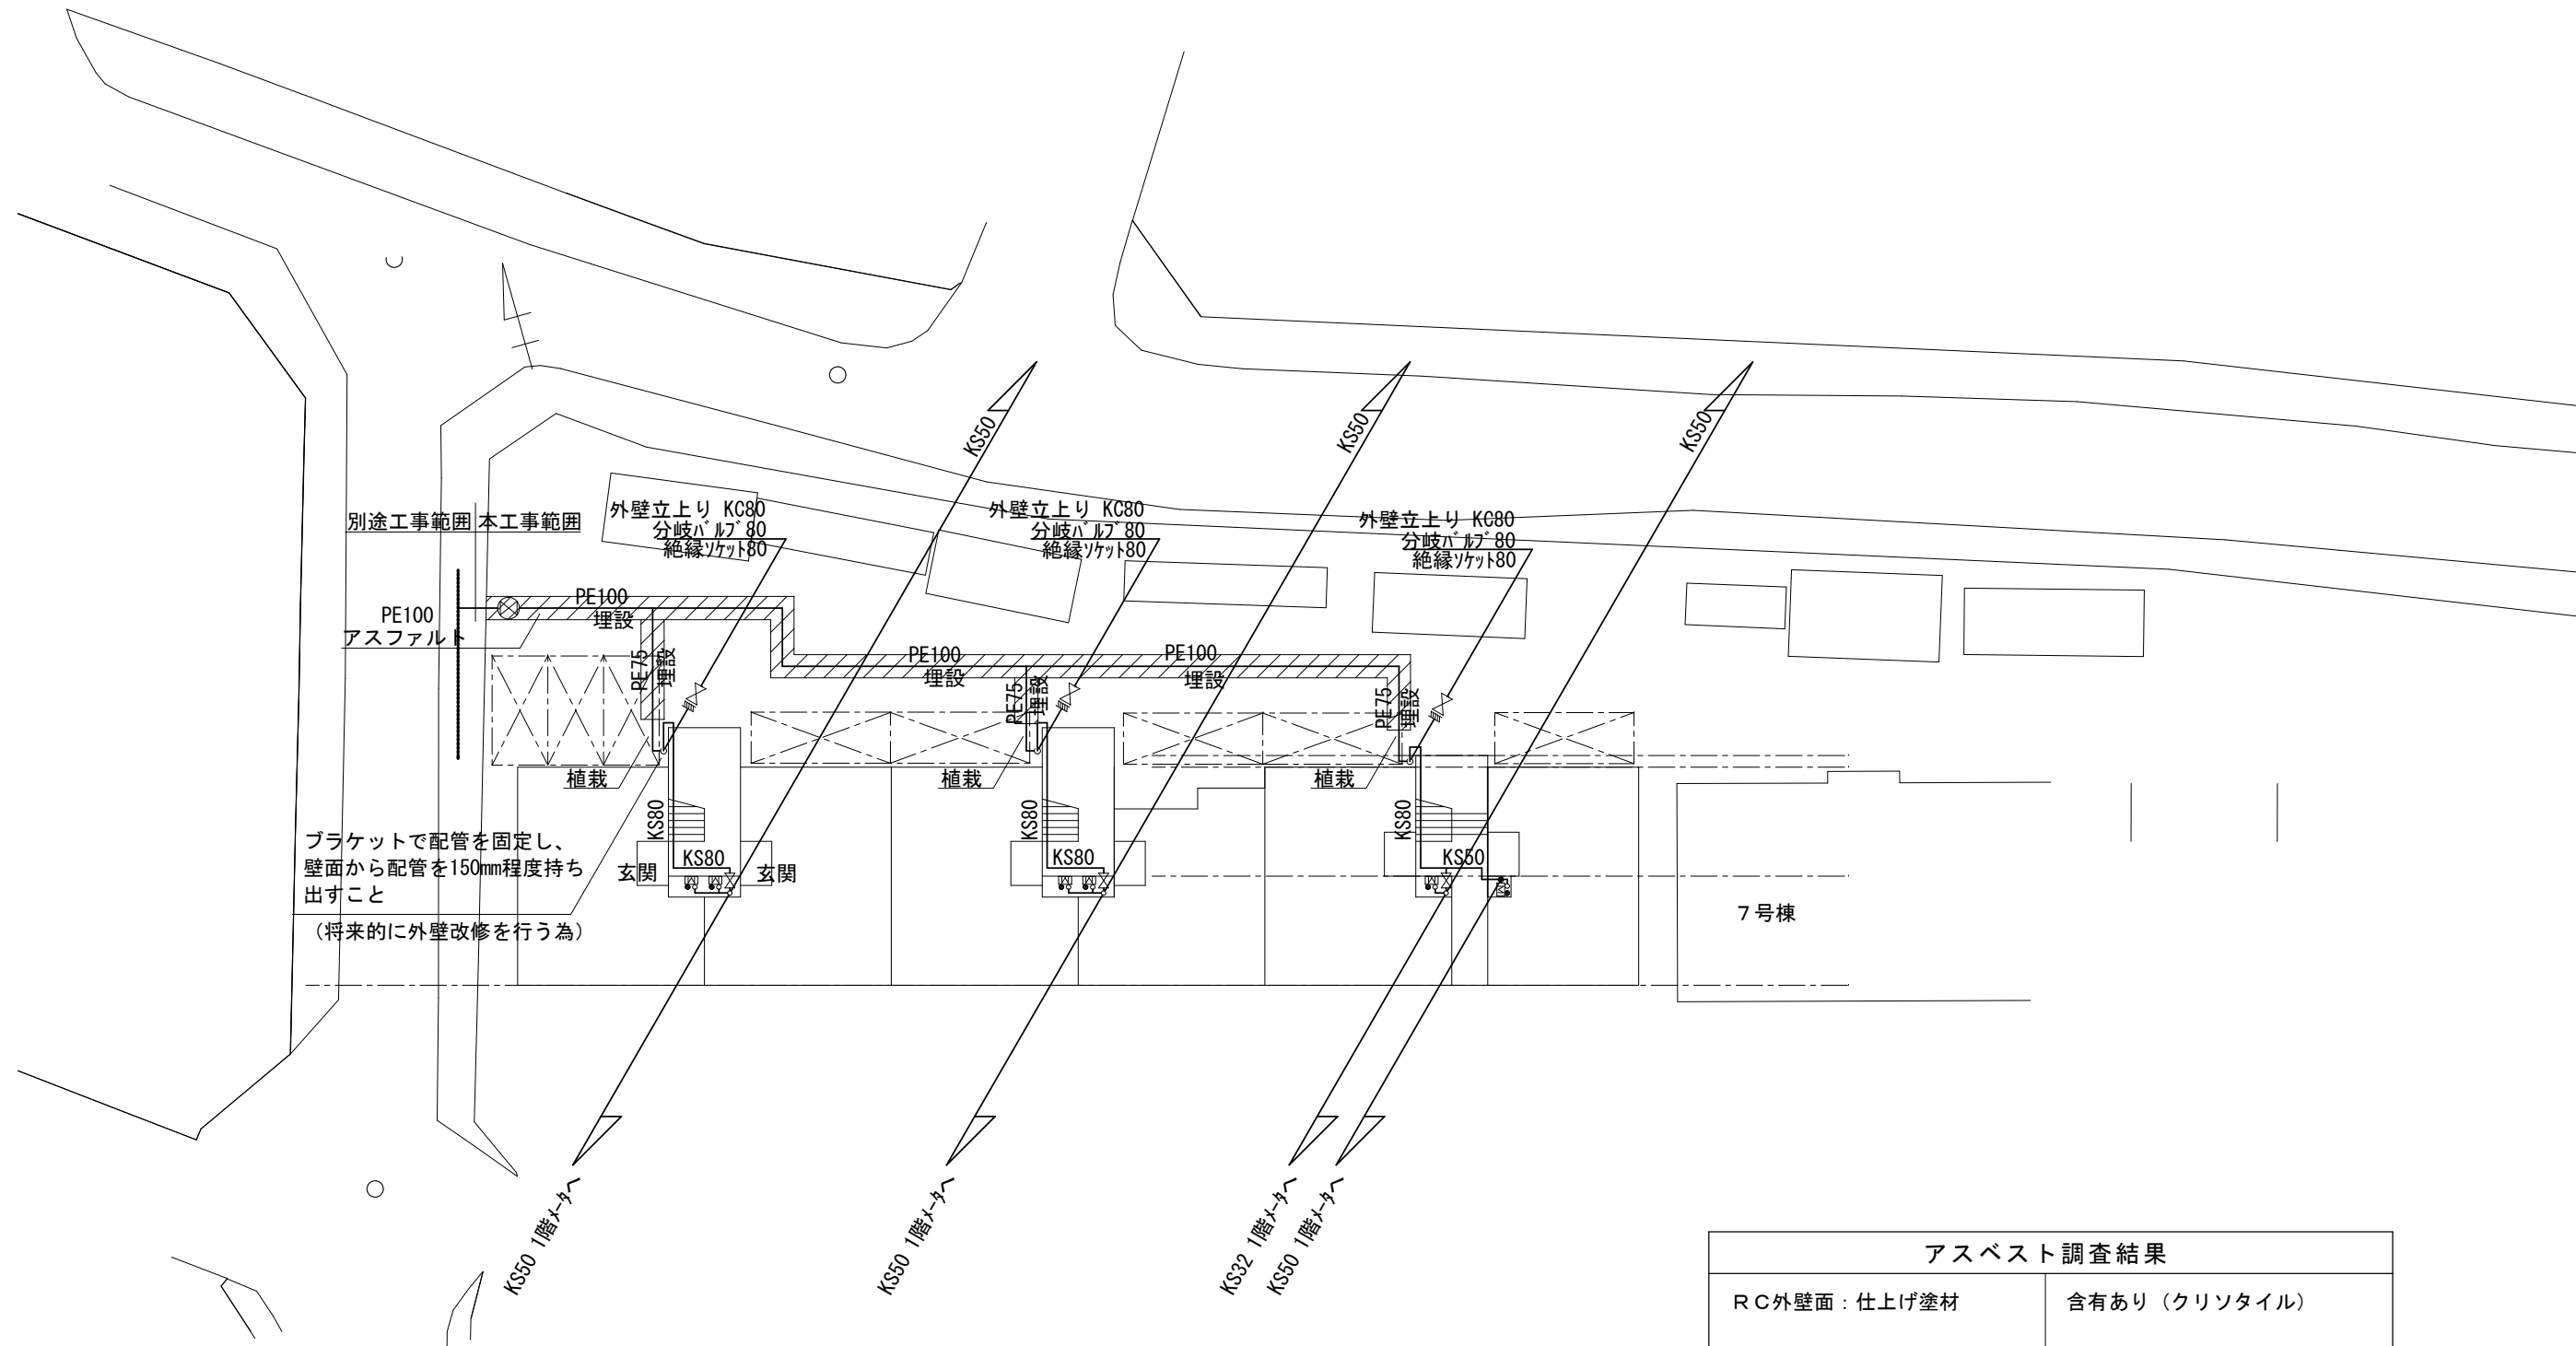 KS50
KS50
KS50
別途工事範囲 本工事範囲
外壁立上り KC80
分岐バルブ80
絶縁ソケット80
外壁立上り KC80
分岐バルブ80
絶縁ソケット80
外壁立上り KC80
分岐バルブ80
絶縁ソケット80
PE100
アスファルト
PE100
埋設
PE75
埋設
PE100
埋設
PE75
埋設
PE100
埋設
PE75
埋設
植栽
植栽
植栽
KS80
KS80
KS80
ブラケットで配管を固定し、
壁面から配管を150mm程度持ち
出すこと
(将来的に外壁改修を行う為)
玄関
KS80
玄関
KS80
KS50
7号棟
KS50 1階メータへ
KS50 1階メータへ
KS32 1階メータへ
KS50 1階メータへ
アスベスト調査結果
RC外壁面:仕上げ塗材
含有あり(クリソタイル)